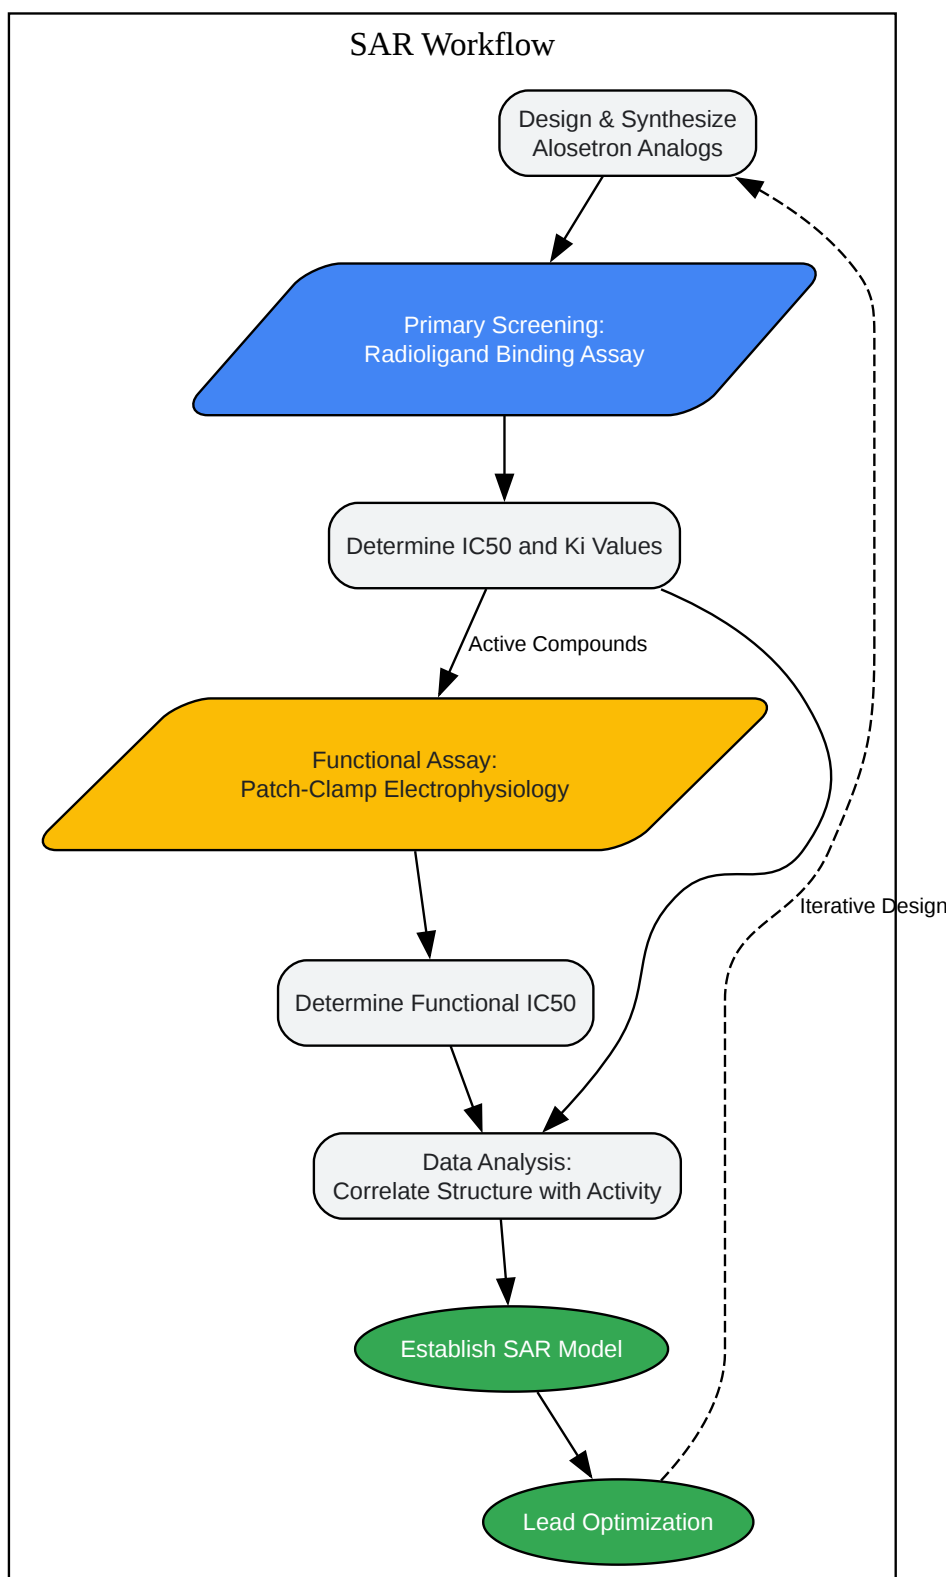 SAR Workflow
Design & Synthesize
Alosetron Analogs
Primary Screening:
Radioligand Binding Assay
Determine IC50 and Ki Values
Active Compounds
Functional Assay:
Patch-Clamp Electrophysiology
Iterative Design
Determine Functional IC50
Data Analysis:
Correlate Structure with Activity
Establish SAR Model
Lead Optimization